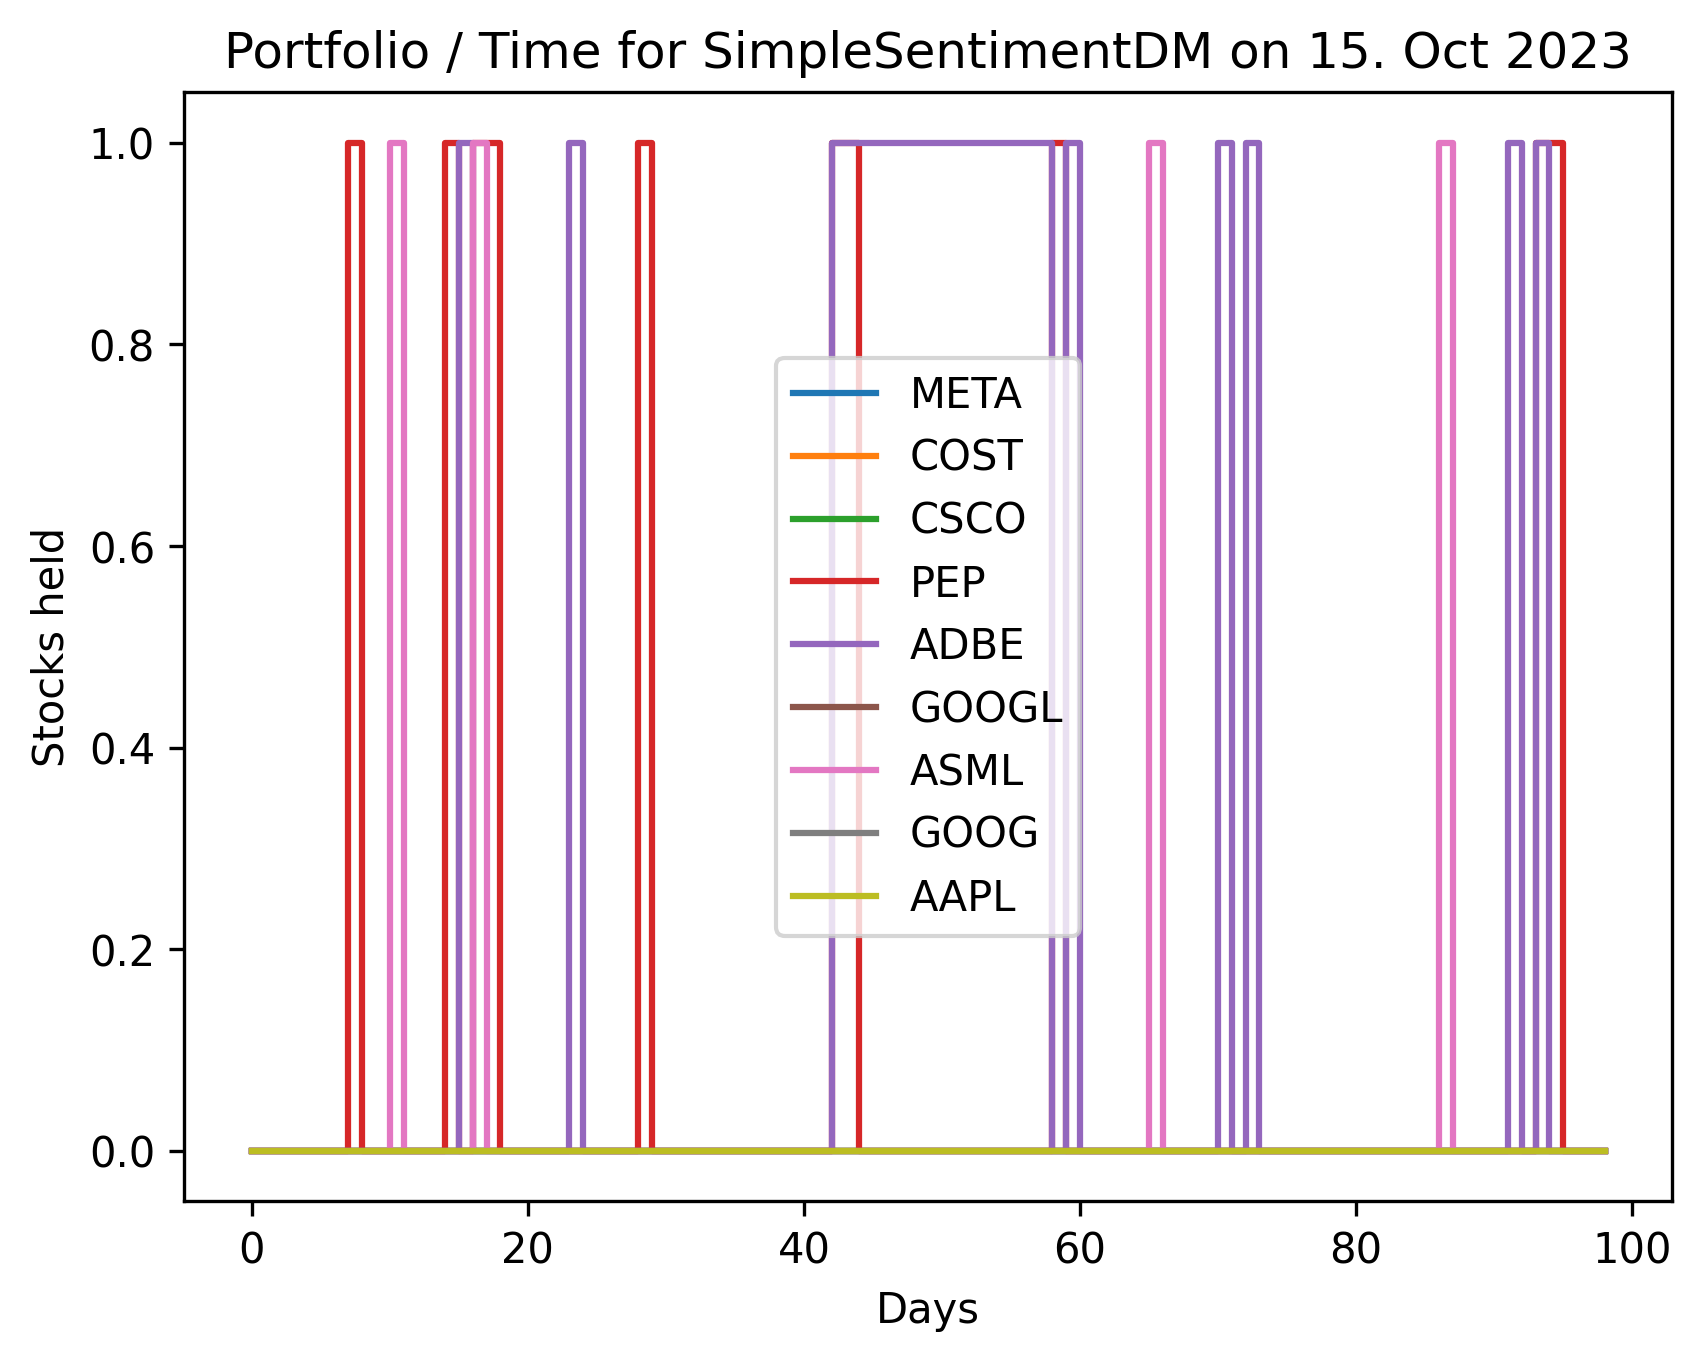 Portfolio / Time for SimpleSentimentDM on 15. Oct 2023
1.0
0.8
0.6
0.4
0.2
0.0
Stocks held
META
COST
CSCO
PEP
ADBE
GOOGL
ASML
GOOG
AAPL
0 20 40 60 80 100
Days